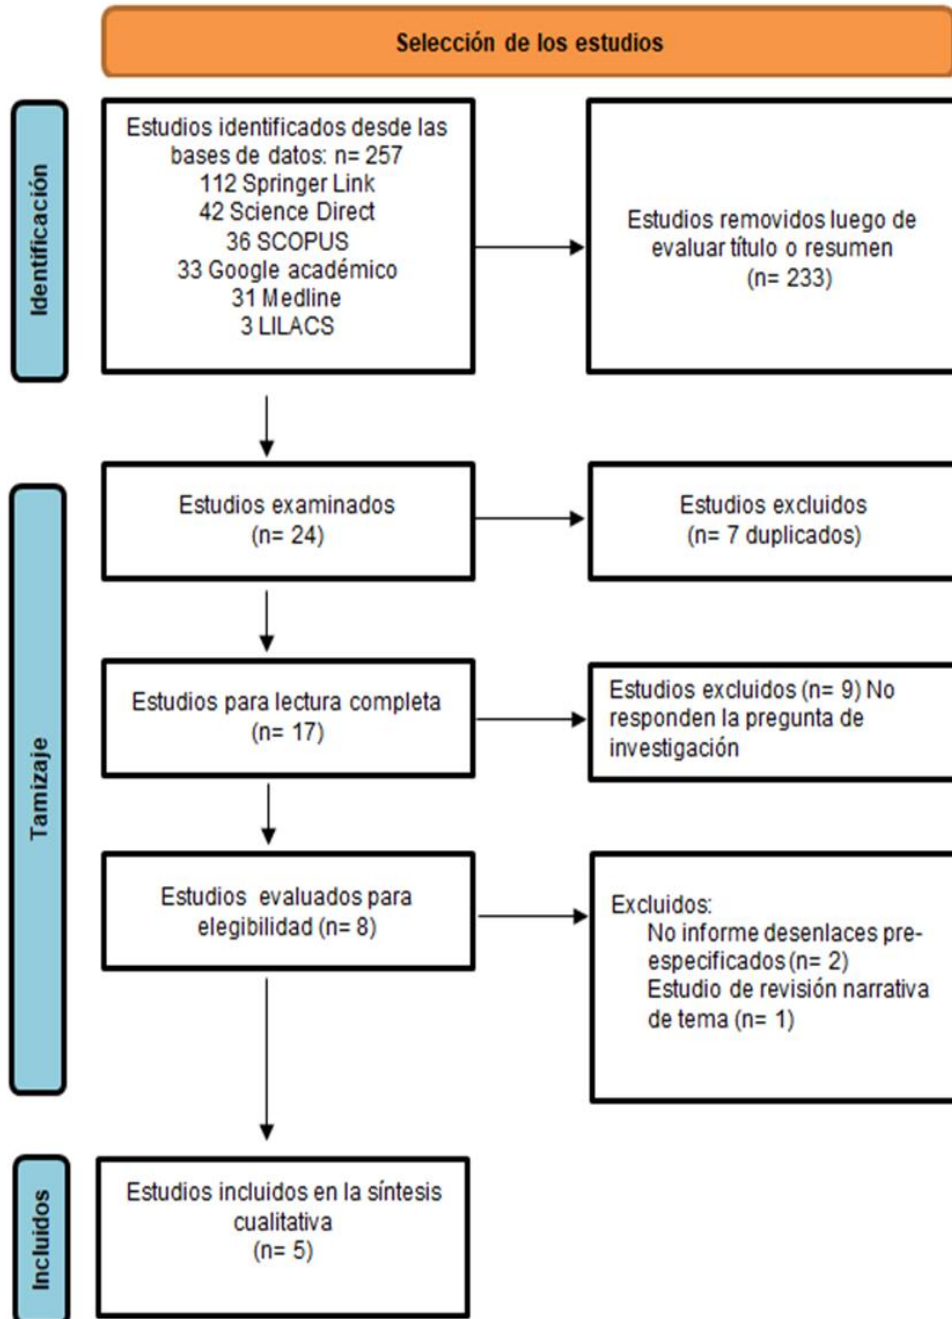 Selección de los estudios
Identificación
Estudios identificados desde las
bases de datos: n= 257
112 Springer Link
42 Science Direct
36 SCOPUS
33 Google académico
31 Medline
3 LILACS
Estudios removidos luego de
evaluar título o resumen
(n= 233)
Tamizaje
Estudios examinados
(n= 24)
Estudios excluidos
(n= 7 duplicados)
Estudios para lectura completa
(n= 17)
Estudios excluidos (n= 9) No
responden la pregunta de
investigación
Estudios evaluados para
elegibilidad (n= 8)
Excluidos:
No informe desenlaces pre-
especificados (n= 2)
Estudio de revisión narrativa
de tema (n= 1)
Incluidos
Estudios incluidos en la síntesis
cualitativa
(n= 5)